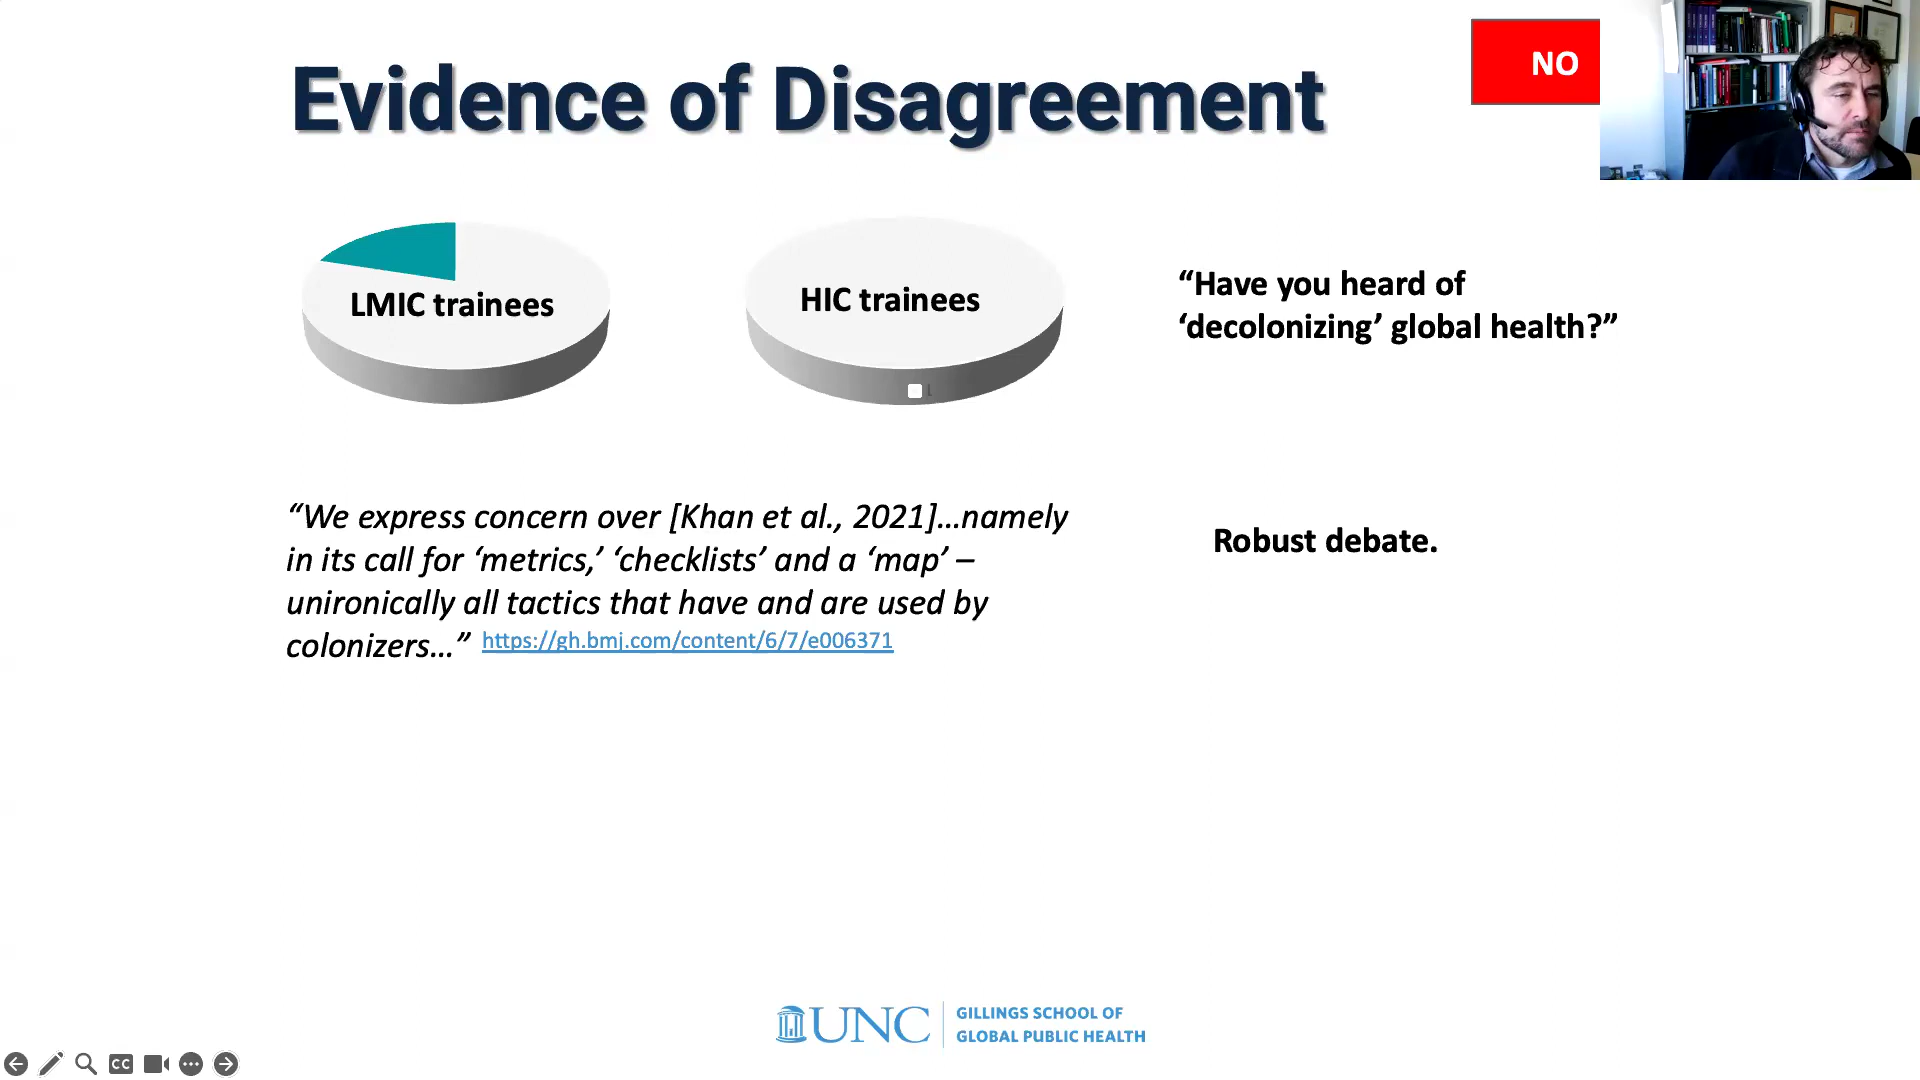 Evidence of Disagreement
NO
LMIC trainees
HIC trainees
“Have you heard of
‘decolonizing’ global health?”
“We express concern over [Khan et al., 2021]…namely
in its call for ‘metrics,’ ‘checklists’ and a ‘map’ –
unironically all tactics that have and are used by
colonizers…” https://gh.bmj.com/content/6/7/e006371
Robust debate.
UNC
GILLINGS SCHOOL OF
GLOBAL PUBLIC HEALTH
CC